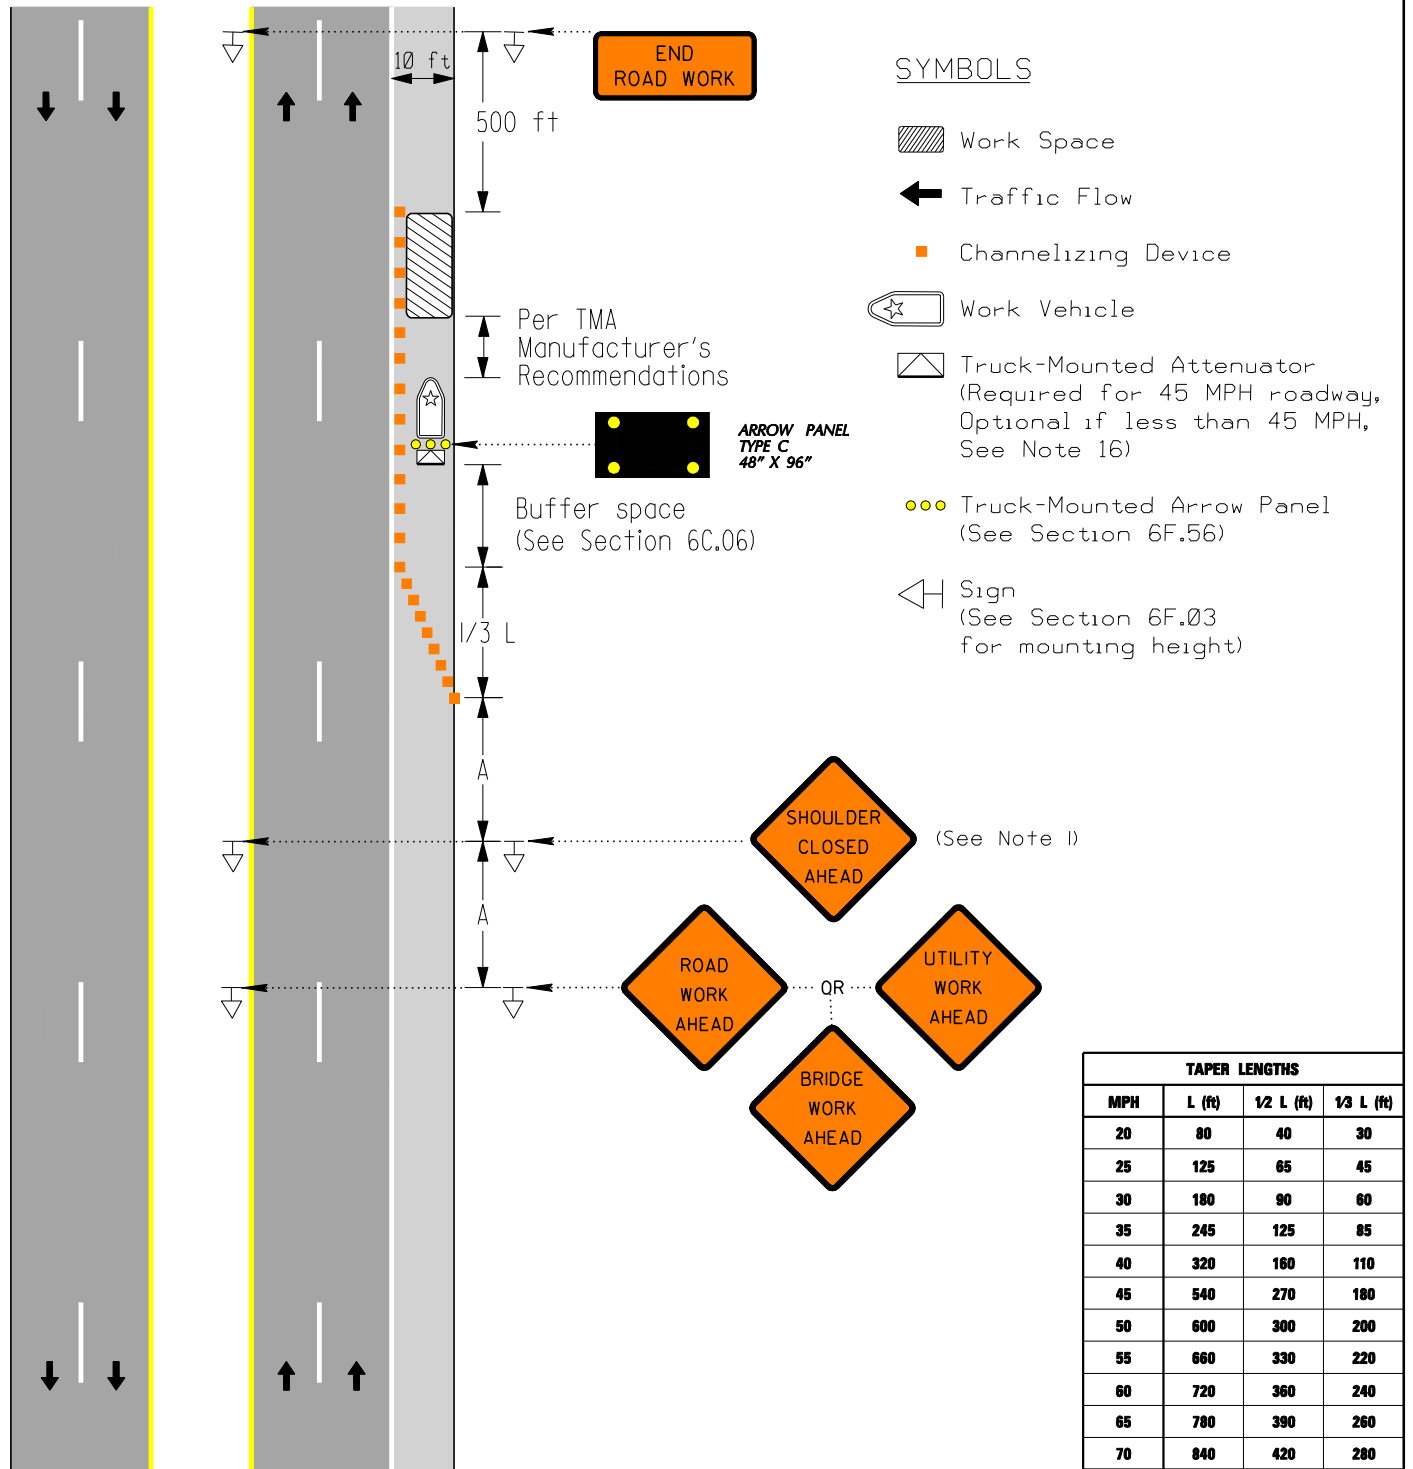 END
ROAD WORK
10 ft
500 ft
SYMBOLS
Work Space
Traffic Flow
Channelizing Device
Work Vehicle
Truck-Mounted Attenuator
(Required for 45 MPH roadway,
Optional if less than 45 MPH,
See Note 16)
Truck-Mounted Arrow Panel
(See Section 6F.56)
Sign
(See Section 6F.03
for mounting height)
Per TMA
Manufacturer's
Recommendations
ARROW PANEL
TYPE C
48" X 96"
Buffer space
(See Section 6C.06)
1/3 L
A
SHOULDER
CLOSED
AHEAD
(See Note 1)
A
ROAD
WORK
AHEAD
OR
UTILITY
WORK
AHEAD
BRIDGE
WORK
AHEAD
TAPER LENGTHS
MPH L (ft) 1/2 L (ft) 1/3 L (ft)
20 80 40 30
25 125 65 45
30 180 90 60
35 245 125 85
40 320 160 110
45 540 270 180
50 600 300 200
55 660 330 220
60 720 360 240
65 780 390 260
70 840 420 280